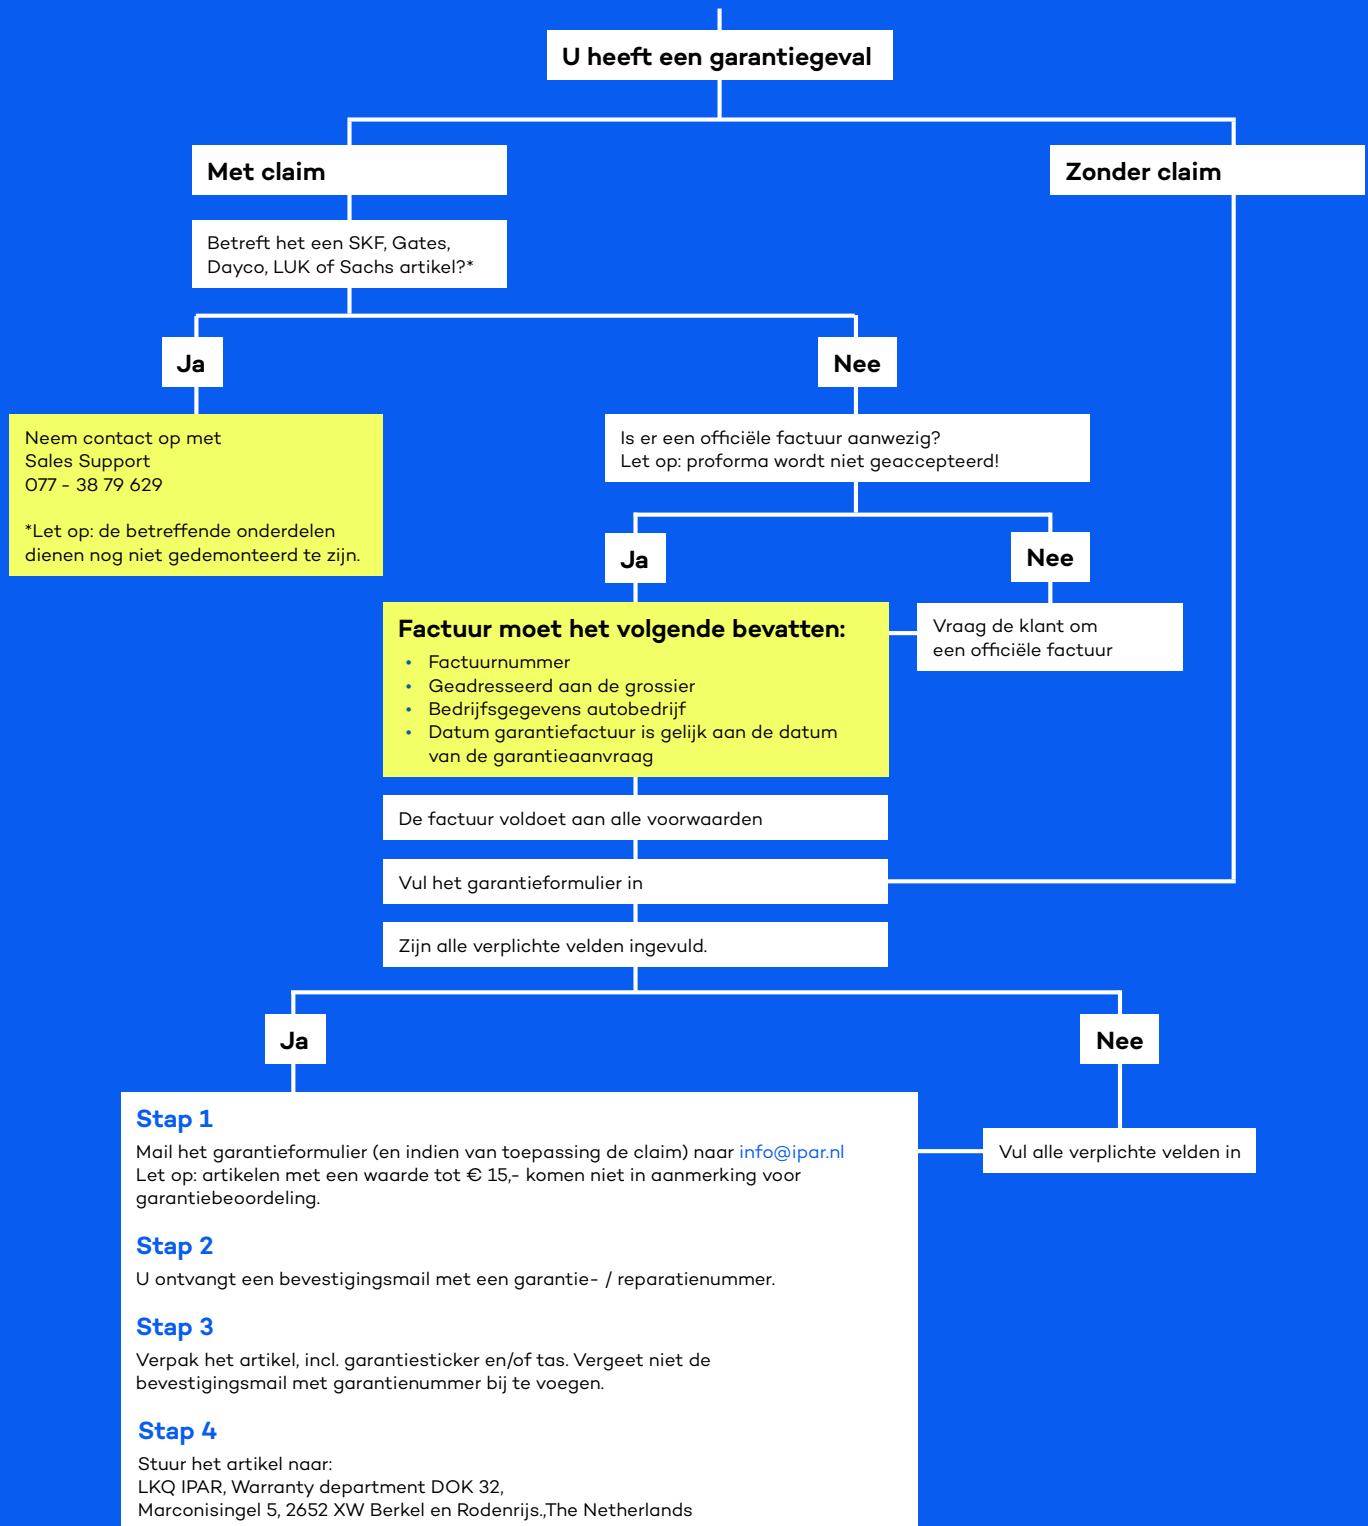 U heeft een garantiegeval
Met claim
Zonder claim
Betreft het een SKF, Gates,
Dayco, LUK of Sachs artikel?*
Ja
Nee
Neem contact op met
Sales Support
077 - 38 79 629
*Let op: de betreffende onderdelen
dienen nog niet gedemonteerd te zijn.
Is er een officiële factuur aanwezig?
Let op: proforma wordt niet geaccepteerd!
Ja
Nee
Factuur moet het volgende bevatten:
• Factuurnummer
• Geadresseerd aan de grossier
• Bedrijfsgegevens autobedrijf
• Datum garantiefactuur is gelijk aan de datum
van de garantieaanvraag
Vraag de klant om
een officiële factuur
De factuur voldoet aan alle voorwaarden
Vul het garantieformulier in
Zijn alle verplichte velden ingevuld.
Ja
Nee
Stap 1
Mail het garantieformulier (en indien van toepassing de claim) naar info@ipar.nl
Let op: artikelen met een waarde tot € 15,- komen niet in aanmerking voor
garantiebeoordeling.
Vul alle verplichte velden in
Stap 2
U ontvangt een bevestigingsmail met een garantie- / reparatienummer.
Stap 3
Verpak het artikel, incl. garantiesticker en/of tas. Vergeet niet de
bevestigingsmail met garantienummer bij te voegen.
Stap 4
Stuur het artikel naar:
LKQ IPAR, Warranty department DOK 32,
Marconisingel 5, 2652 XW Berkel en Rodenrijs.,The Netherlands